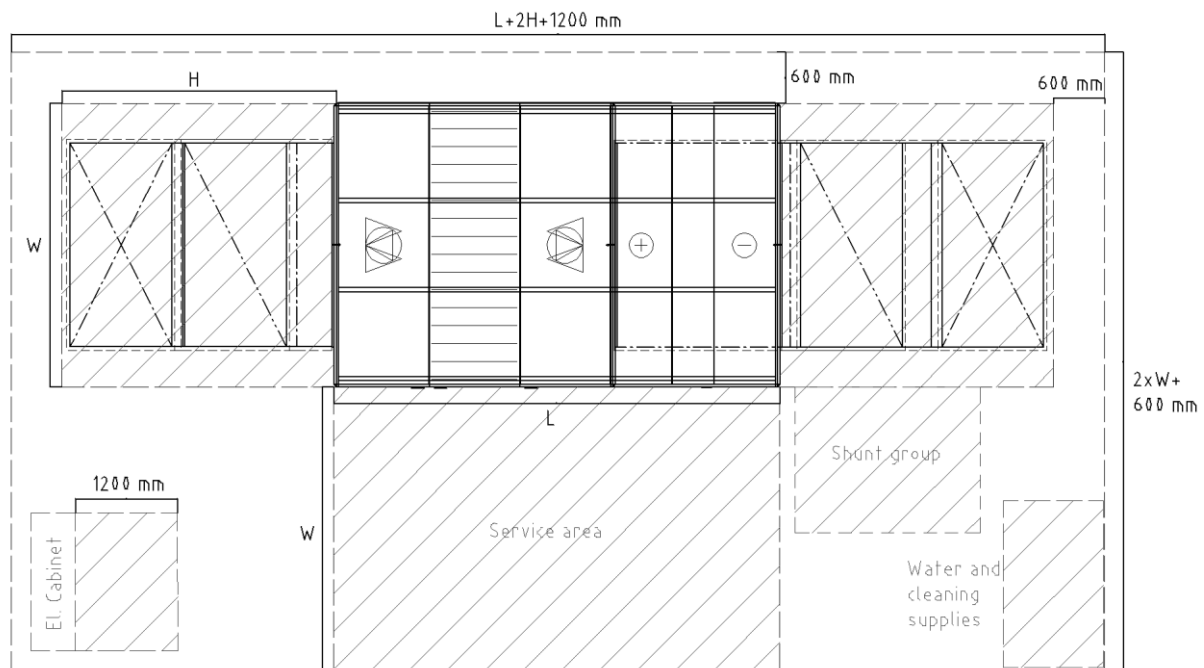 L+2H+1200 mm
H
600 mm
600 mm
W
+
-
L
2xW+
600 mm
Shunt group
1200 mm
W
Service area
El. Cabinet
Water and
cleaning
supplies